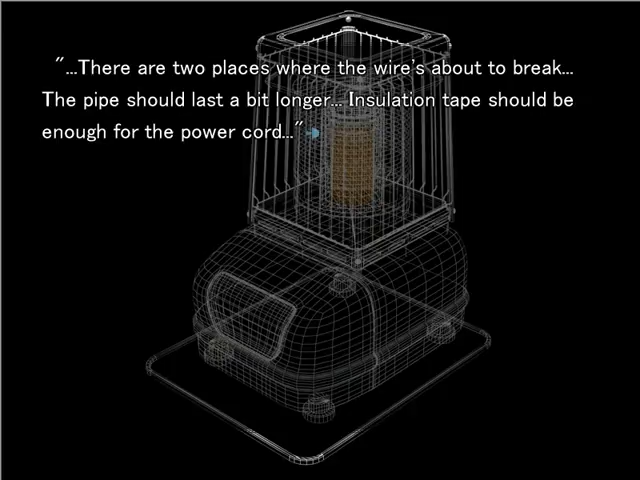 "...There are two places where the wire's about to break...
The pipe should last a bit longer... Insulation tape should be
enough for the power cord..."